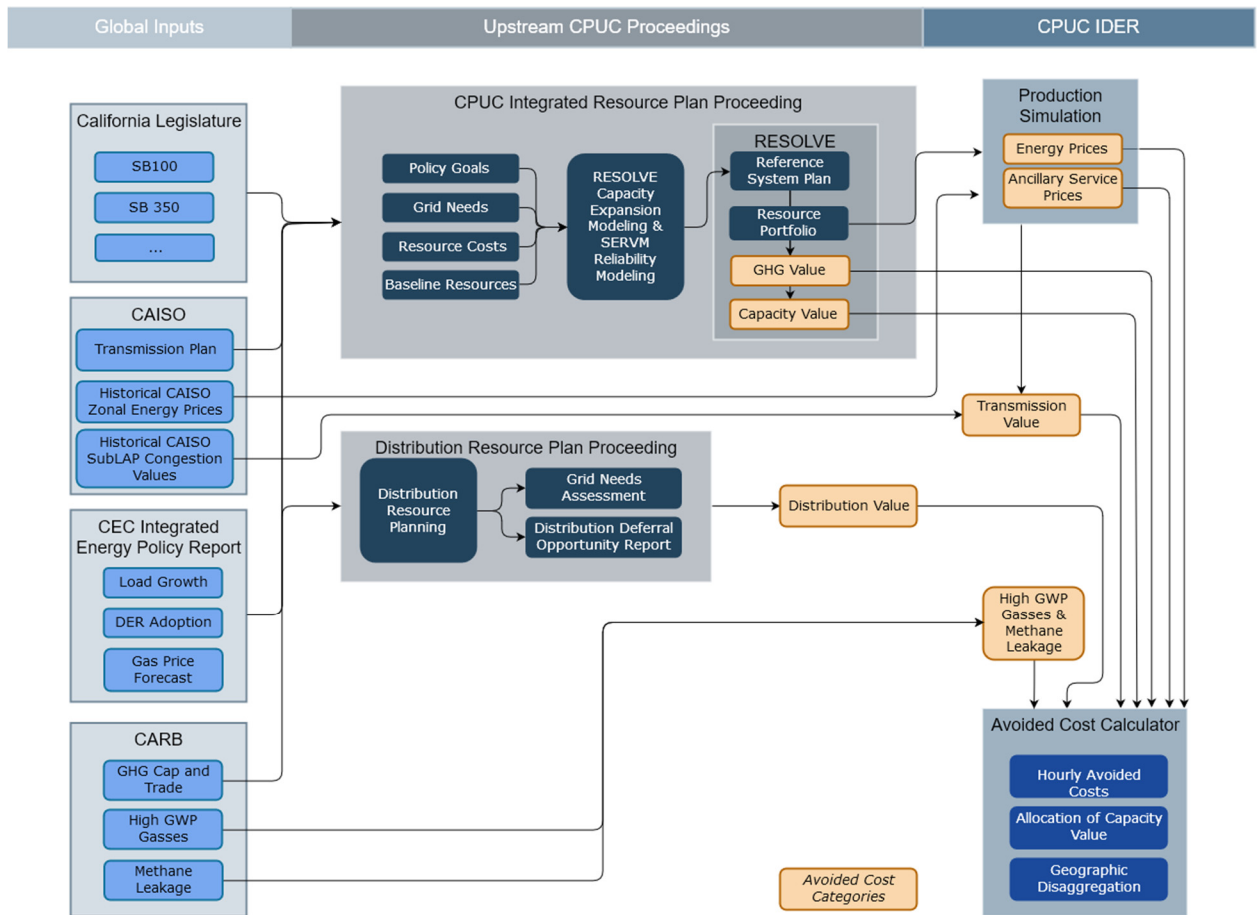 Global Inputs
Upstream CPUC Proceedings
CPUC IDER
California Legislature
SB100
SB 350
...
CAISO
Transmission Plan
Historical CAISO
Zonal Energy Prices
Historical CAISO
SubLAP Congestion
Values
CEC Integrated
Energy Policy Report
Load Growth
DER Adoption
Gas Price
Forecast
CARB
GHG Cap and
Trade
High GWP
Gasses
Methane
Leakage
CPUC Integrated Resource Plan Proceeding
Policy Goals
Grid Needs
Resource Costs
Baseline Resources
RESOLVE
Capacity
Expansion
Modeling &
SERVM
Reliability
Modeling
RESOLVE
Reference
System Plan
Resource
Portfolio
GHG Value
Capacity Value
Distribution Resource Plan Proceeding
Distribution
Resource
Planning
Grid Needs
Assessment
Distribution Deferral
Opportunity Report
Distribution Value
Production
Simulation
Energy Prices
Ancillary Service
Prices
Transmission
Value
High GWP
Gasses &
Methane
Leakage
Avoided Cost Calculator
Hourly Avoided
Costs
Allocation of Capacity
Value
Geographic
Disaggregation
Avoided Cost
Categories